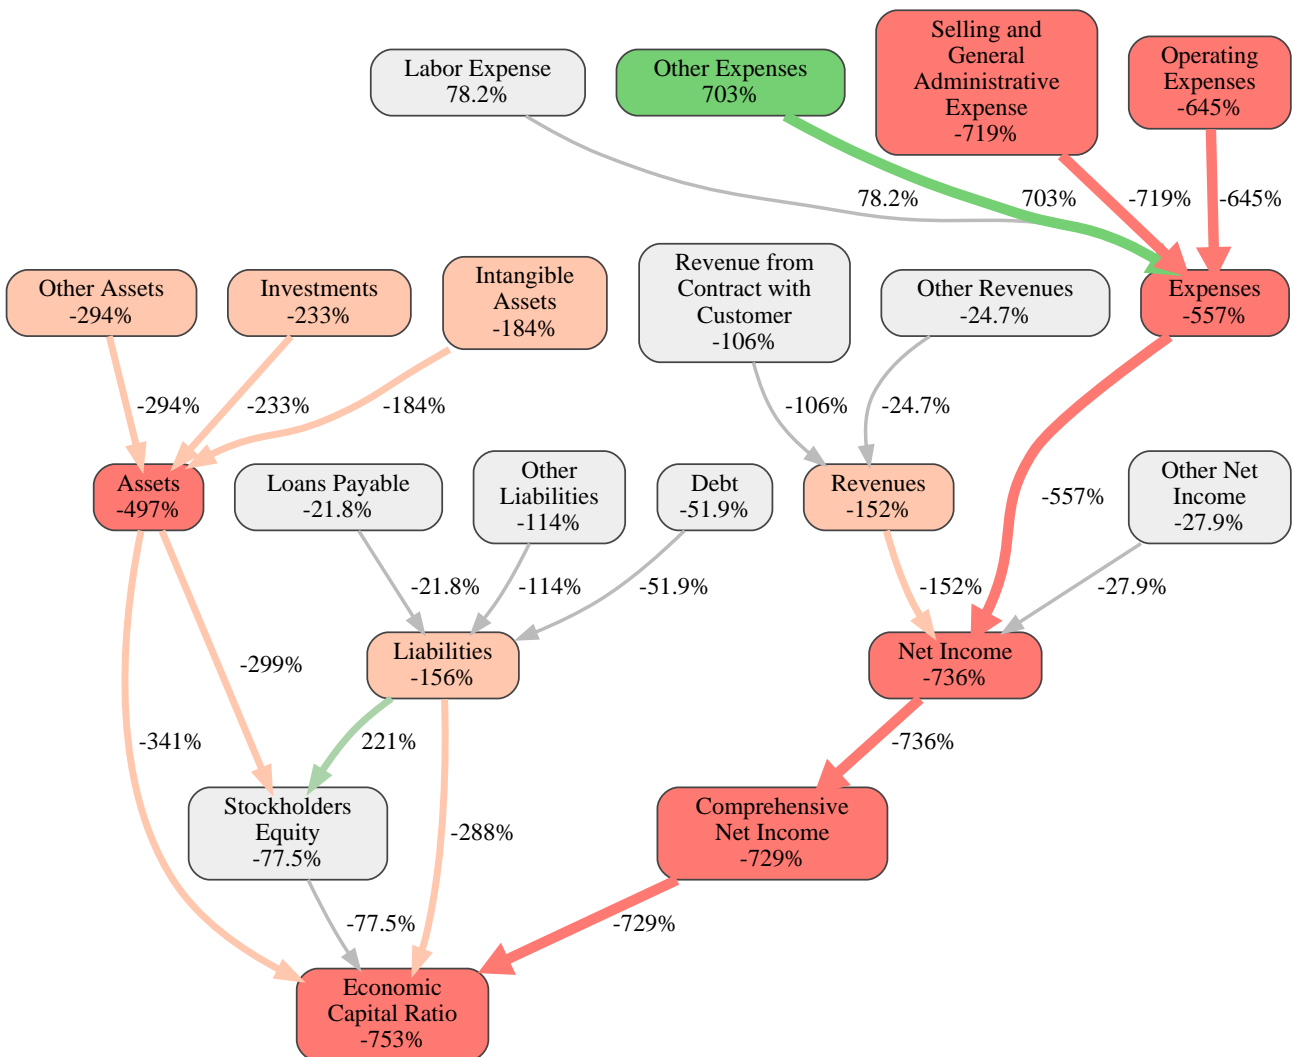 Selling and
General
Administrative
Expense
-719%
Labor Expense
78.2%
Other Expenses
703%
Operating
Expenses
-645%
78.2%
703%
-719%
-645%
Other Assets
-294%
Investments
-233%
Intangible
Assets
-184%
Revenue from
Contract with
Customer
-106%
Other Revenues
-24.7%
Expenses
-557%
-294%
-233%
-184%
-106%
-24.7%
Assets
-497%
Loans Payable
-21.8%
Other
Liabilities
-114%
Debt
-51.9%
Revenues
-152%
-557%
Other Net
Income
-27.9%
-21.8%
-114%
-51.9%
-152%
-27.9%
-299%
Liabilities
-156%
Net Income
-736%
-341%
221%
-736%
Stockholders
Equity
-77.5%
-288%
Comprehensive
Net Income
-729%
-77.5%
-729%
Economic
Capital Ratio
-753%